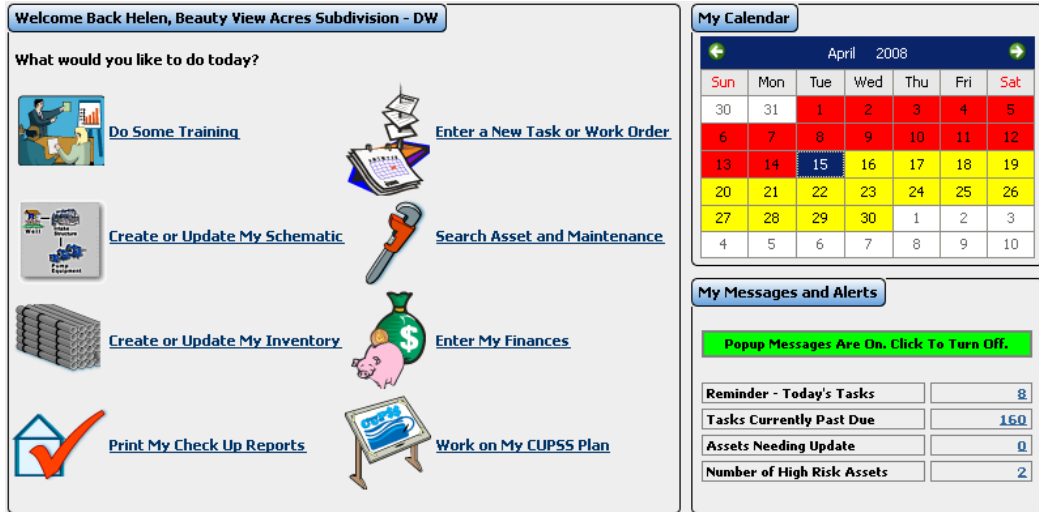 Welcome Back Helen, Beauty View Acres Subdivision - DW
What would you like to do today?
Do Some Training
Enter a New Task or Work Order
Well
Intake
Structure
Pump
Equipment
Create or Update My Schematic
Search Asset and Maintenance
Create or Update My Inventory
$
Enter My Finances
Print My Check Up Reports
CUPSS
Work on My CUPSS Plan
My Calendar
April 2008
Sun Mon Tue Wed Thu Fri Sat
30 31 1 2 3 4 5
6 7 8 9 10 11 12
13 14 15 16 17 18 19
20 21 22 23 24 25 26
27 28 29 30 1 2 3
4 5 6 7 8 9 10
My Messages and Alerts
Popup Messages Are On. Click To Turn Off.
Reminder - Today's Tasks 8
Tasks Currently Past Due 160
Assets Needing Update 0
Number of High Risk Assets 2